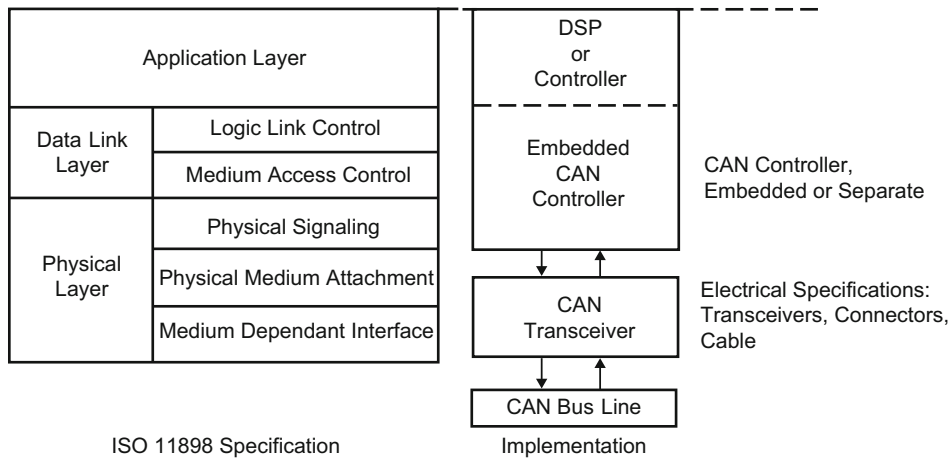 Application Layer
Data Link
Layer
Logic Link Control
Medium Access Control
Physical
Layer
Physical Signaling
Physical Medium Attachment
Medium Dependant Interface
ISO 11898 Specification
DSP
or
Controller
Embedded
CAN
Controller
CAN
Transceiver
CAN Bus Line
Implementation
CAN Controller,
Embedded or Separate
Electrical Specifications:
Transceivers, Connectors,
Cable